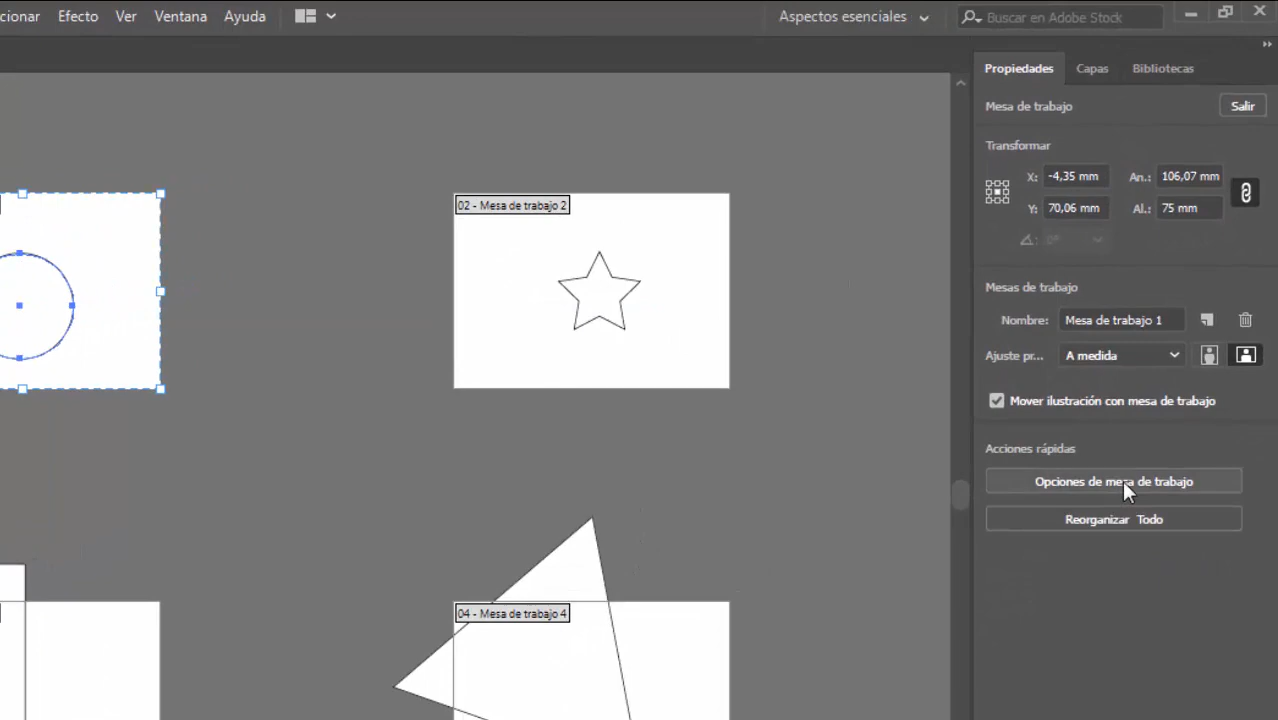 cionar Efecto Ver Ventana Ayuda Aspectos esenciales Buscar en Adobe Stock
Propiedades Capas Bibliotecas
Mesa de trabajo Salir
Transformar
X: -4,35 mm An.: 106,07 mm
Y: 70,06 mm Al.: 75 mm
0°
02 - Mesa de trabajo 2
Mesas de trabajo
Nombre: Mesa de trabajo 1
Ajuste pr... A medida
Mover ilustración con mesa de trabajo
Acciones rápidas
Opciones de mesa de trabajo
Reorganizar Todo
04 - Mesa de trabajo 4